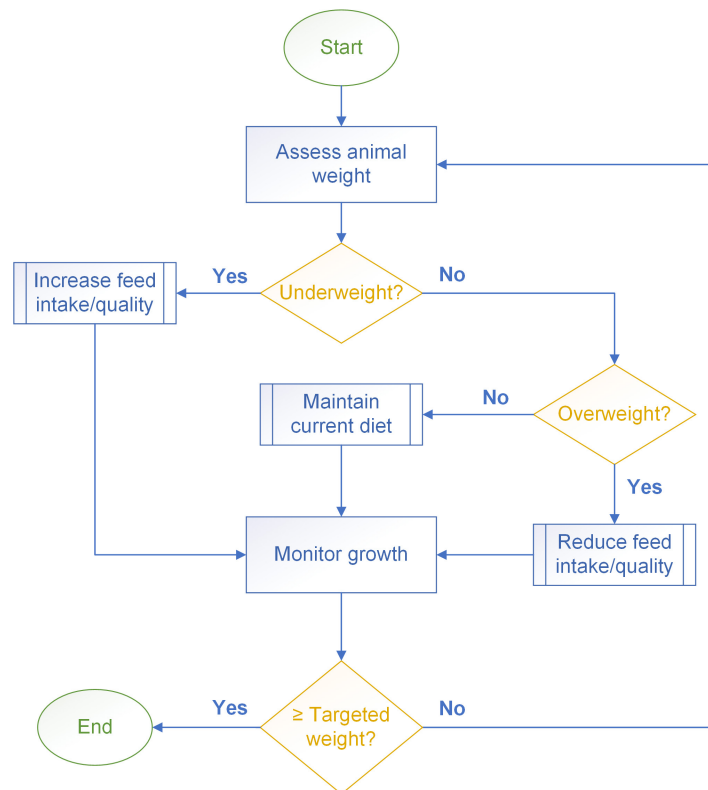 Start
Assess animal
weight
Underweight?
Yes
No
Increase feed
intake/quality
Overweight?
No
Yes
Maintain
current diet
Reduce feed
intake/quality
Monitor growth
≥ Targeted
weight?
Yes
No
End